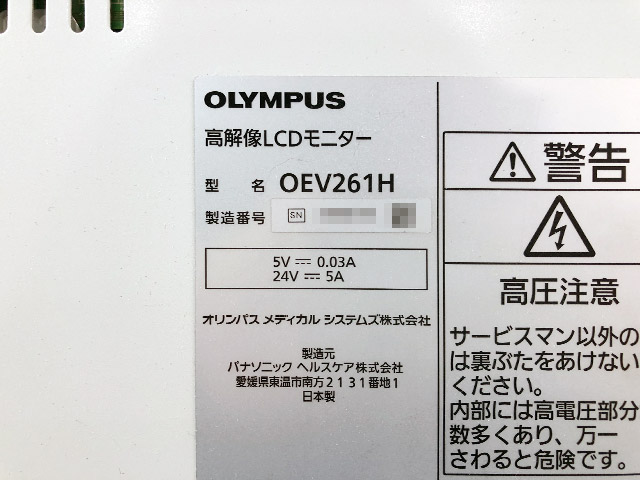 OLYMPUS
高解像LCDモニター
型 名 OEV261H
製造番号 SN
5V ⎓ 0.03A
24V ⎓ 5A
オリンパス メディカル システムズ株式会社
製造元
パナソニック ヘルスケア株式会社
愛媛県東温市南方2131番地1
日本製
警告
高圧注意
サービスマン以外の
は裏ぶたをあけない
ください。
内部には高電圧部分
数多くあり、万一
さわると危険です。